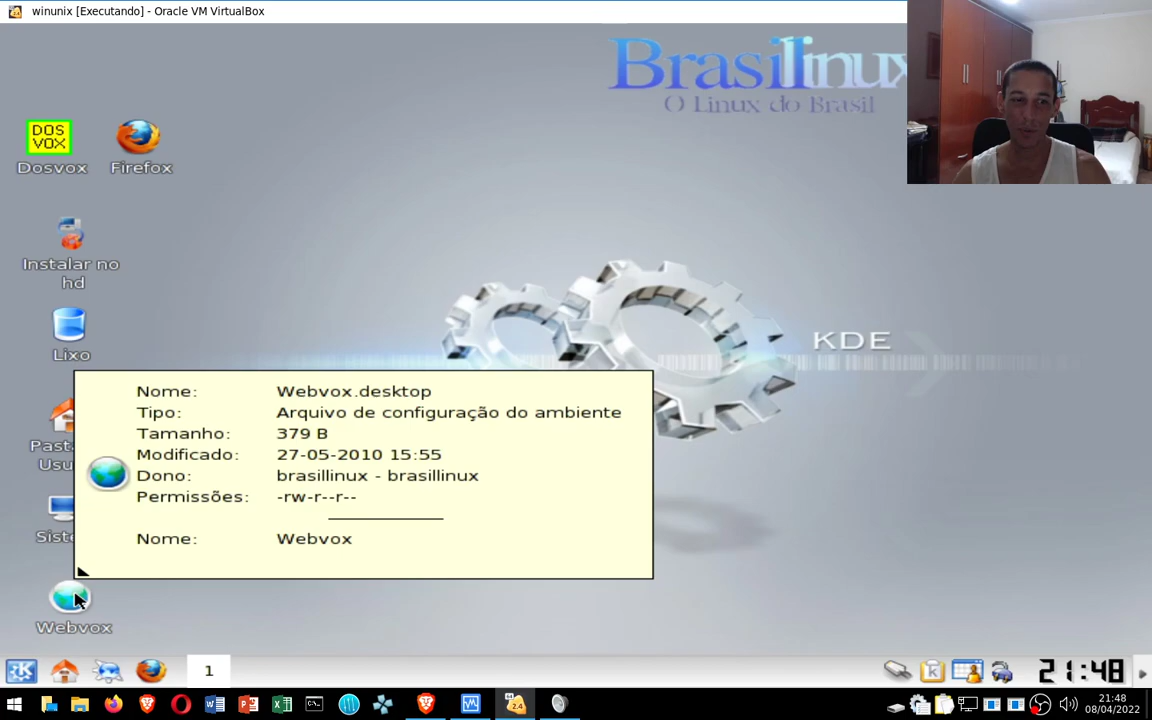 winunix [Executando] - Oracle VM VirtualBox
Brasilinux
O Linux do Brasil
DOS
VOX
Dosvox
Firefox
Instalar no
hd
Lixo
KDE
Nome: Webvox.desktop
Tipo: Arquivo de configuração do ambiente
Tamanho: 379 B
Modificado: 27-05-2010 15:55
Dono: brasillinux - brasillinux
Permissões: -rw-r--r--
Nome: Webvox
Webvox
1
21:48
21:48
08/04/2022
2.4